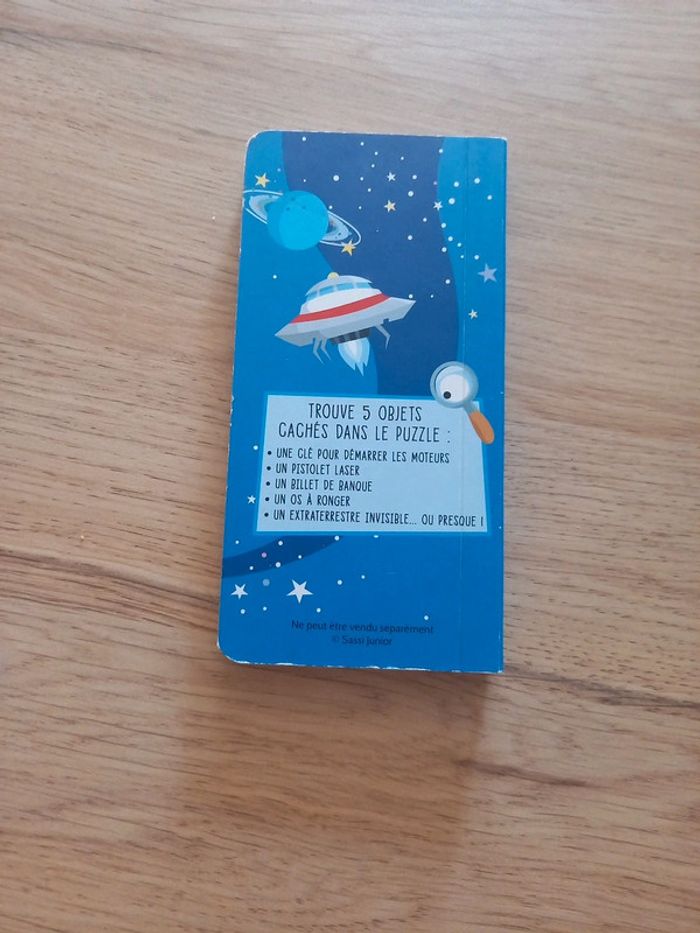 TROUVE 5 OBJETS
CACHÉS DANS LE PUZZLE :
• UNE CLÉ POUR DÉMARRER LES MOTEURS
• UN PISTOLET LASER
• UN BILLET DE BANQUE
• UN OS À RONGER
• UN EXTRATERRESTRE INVISIBLE... OU PRESQUE !
Ne peut être vendu séparément
© Sassi Junior